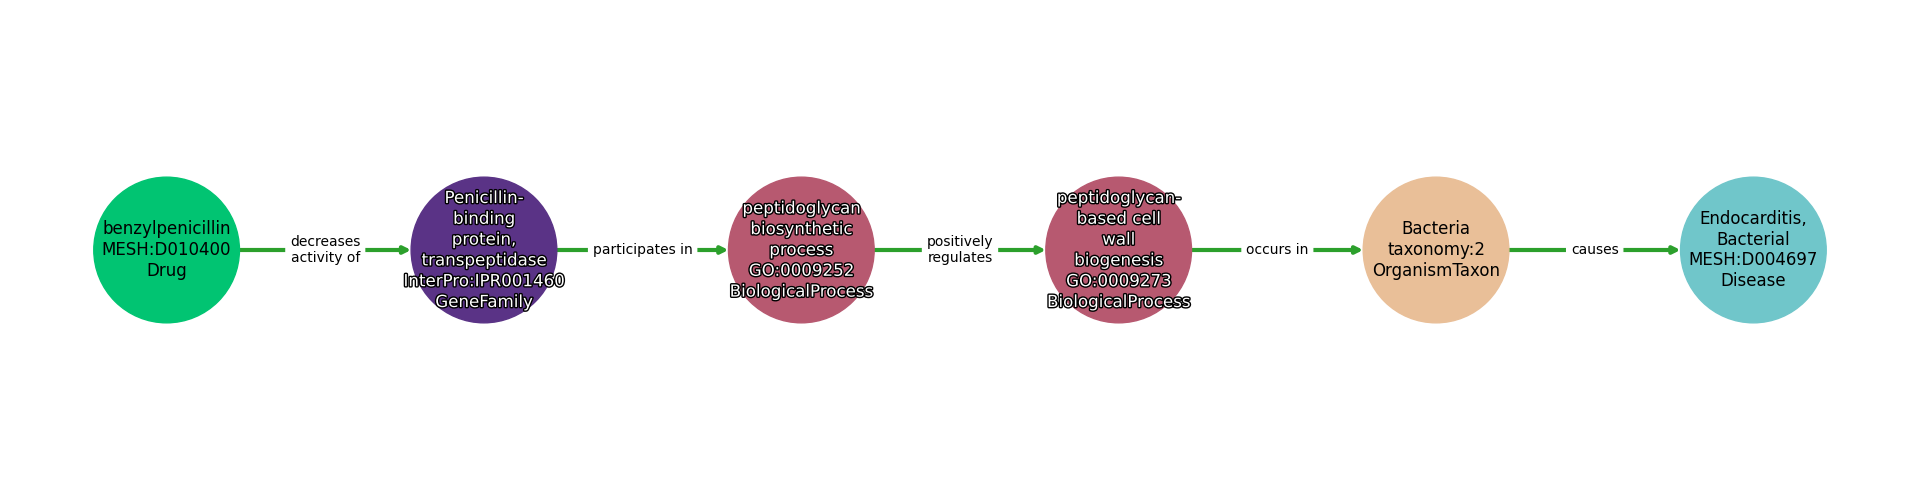 benzylpenicillin
MESH:D010400
Drug
decreases
activity of
Penicillin-
binding
protein,
transpeptidase
InterPro:IPR001460
GeneFamily
participates in
peptidoglycan
biosynthetic
process
GO:0009252
BiologicalProcess
positively
regulates
peptidoglycan-
based cell
wall
biogenesis
GO:0009273
BiologicalProcess
occurs in
Bacteria
taxonomy:2
OrganismTaxon
causes
Endocarditis,
Bacterial
MESH:D004697
Disease